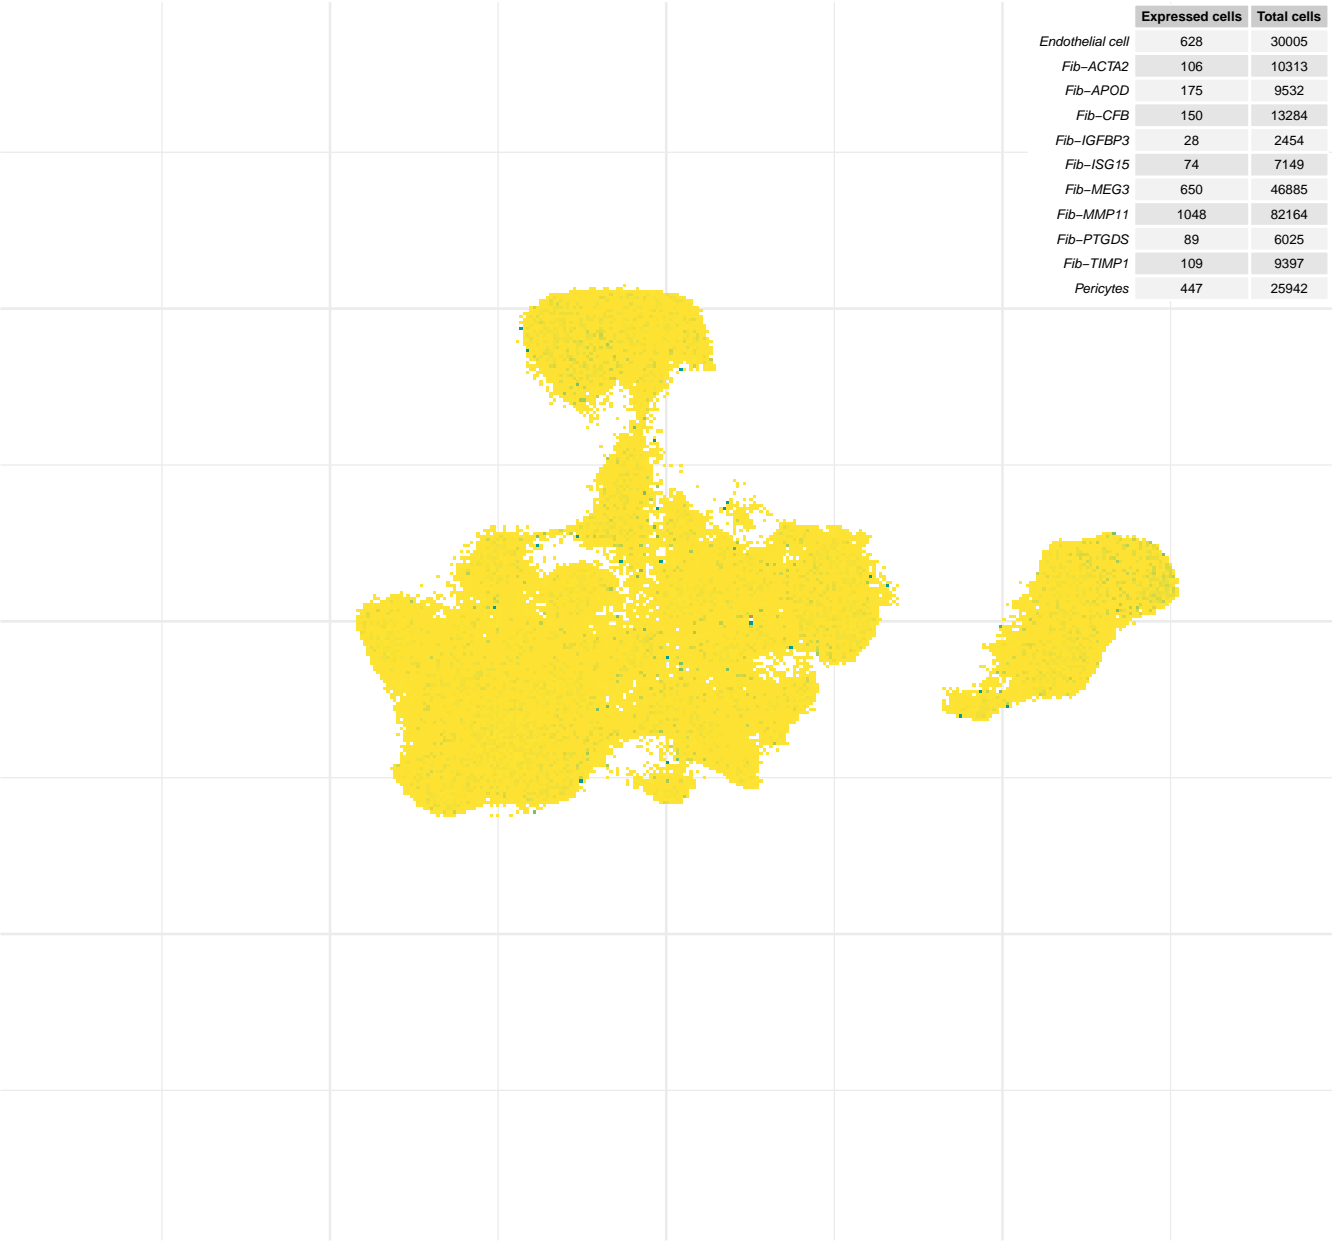 Expressed cells Total cells
Endothelial cell 628 30005
Fib−ACTA2 106 10313
Fib−APOD 175 9532
Fib−CFB 150 13284
Fib−IGFBP3 28 2454
Fib−ISG15 74 7149
Fib−MEG3 650 46885
Fib−MMP11 1048 82164
Fib−PTGDS 89 6025
Fib−TIMP1 109 9397
Pericytes 447 25942